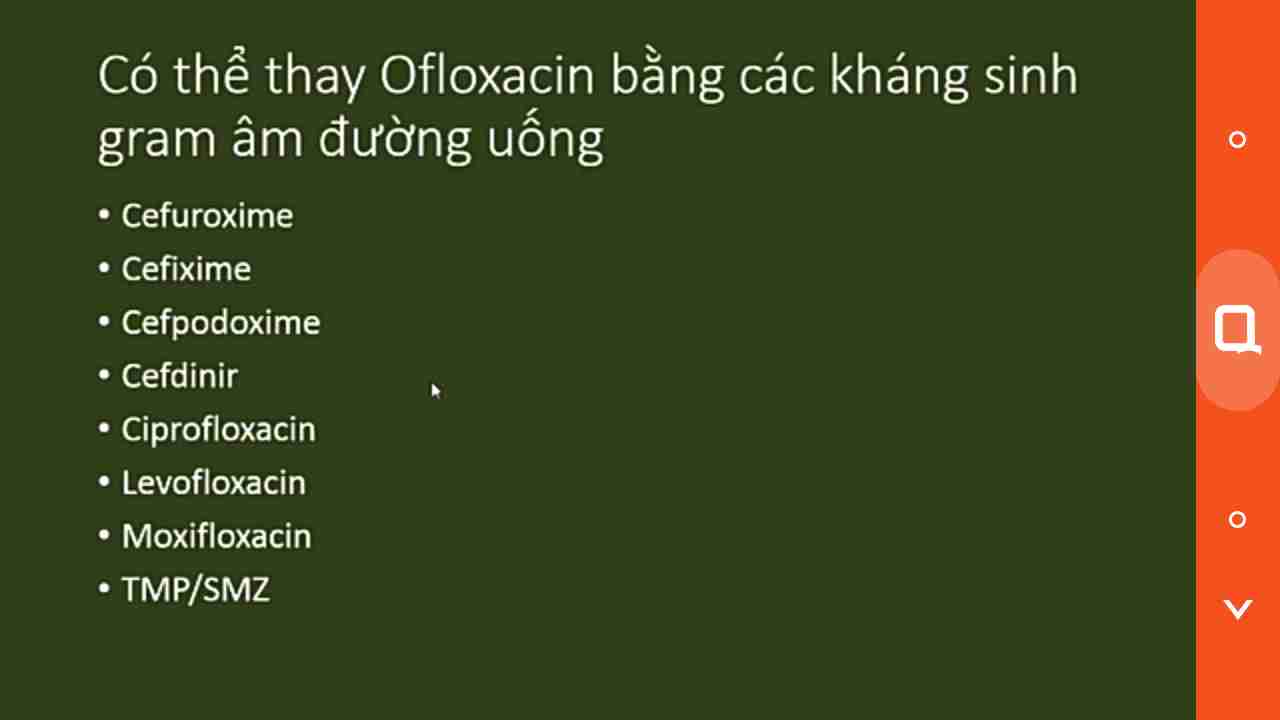 Có thể thay Ofloxacin bằng các kháng sinh
gram âm đường uống
• Cefuroxime
• Cefixime
• Cefpodoxime
• Cefdinir
• Ciprofloxacin
• Levofloxacin
• Moxifloxacin
• TMP/SMZ